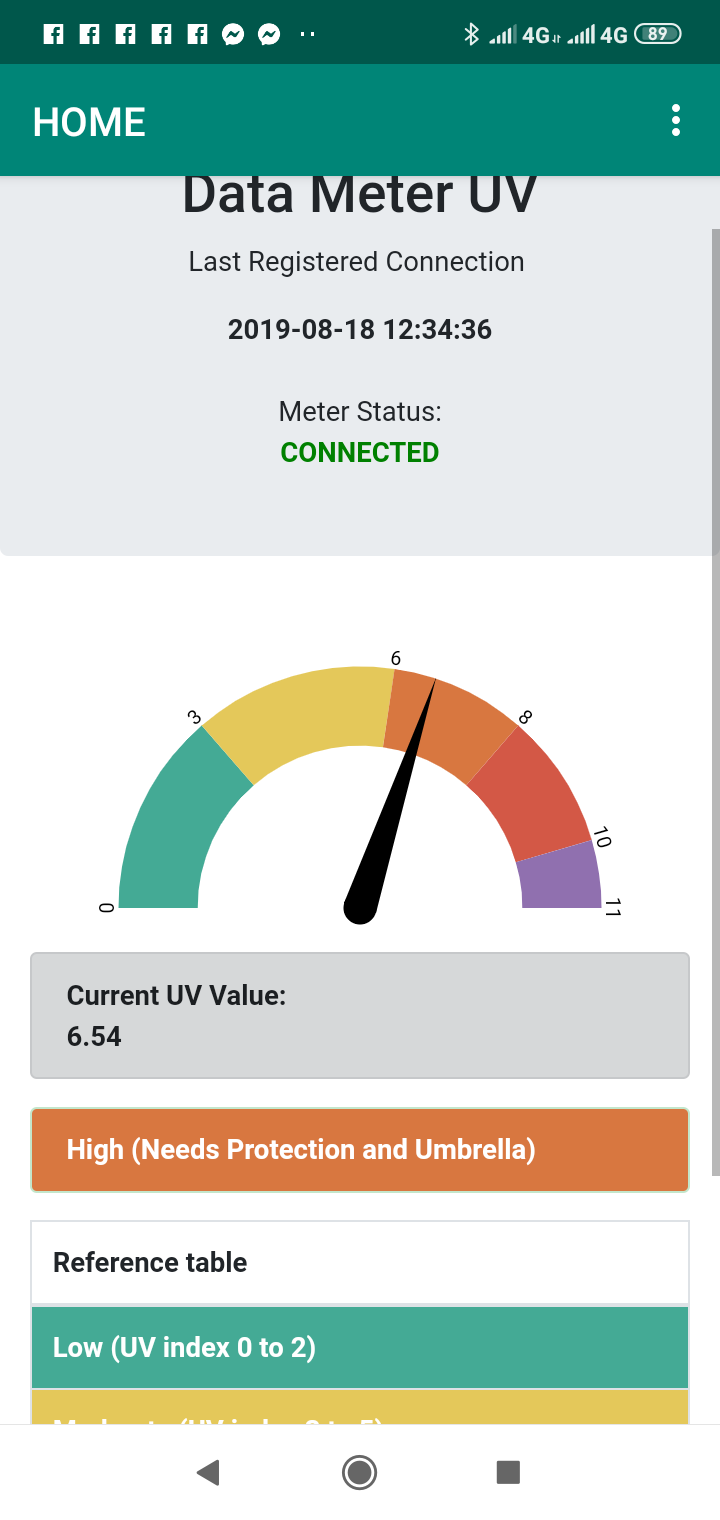 4G 4G 89
HOME
Data Meter UV
Last Registered Connection
2019-08-18 12:34:36
Meter Status:
CONNECTED
6
3
8
10
0
11
Current UV Value:
6.54
High (Needs Protection and Umbrella)
Reference table
Low (UV index 0 to 2)